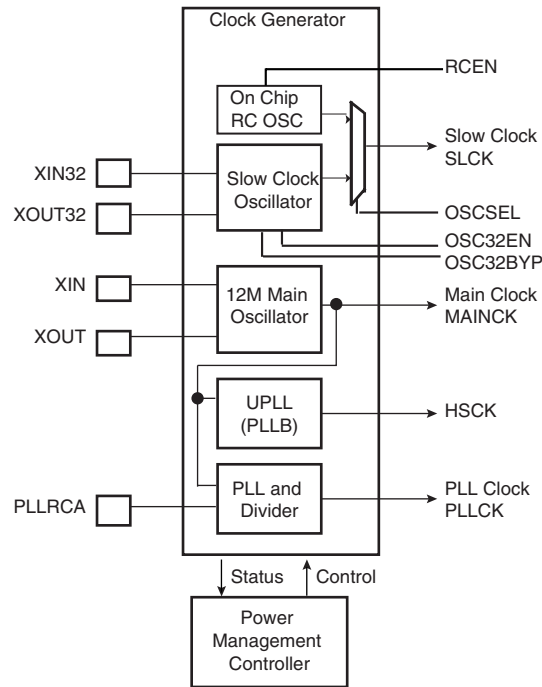 Clock Generator
RCEN
On Chip
RC OSC
Slow Clock
SLCK
XIN32
Slow Clock
Oscillator
XOUT32
OSCSEL
OSC32EN
OSC32BYP
XIN
12M Main
Oscillator
Main Clock
MAINCK
XOUT
UPLL
(PLLB)
HSCK
PLLRCA
PLL and
Divider
PLL Clock
PLLCK
Status
Control
Power
Management
Controller